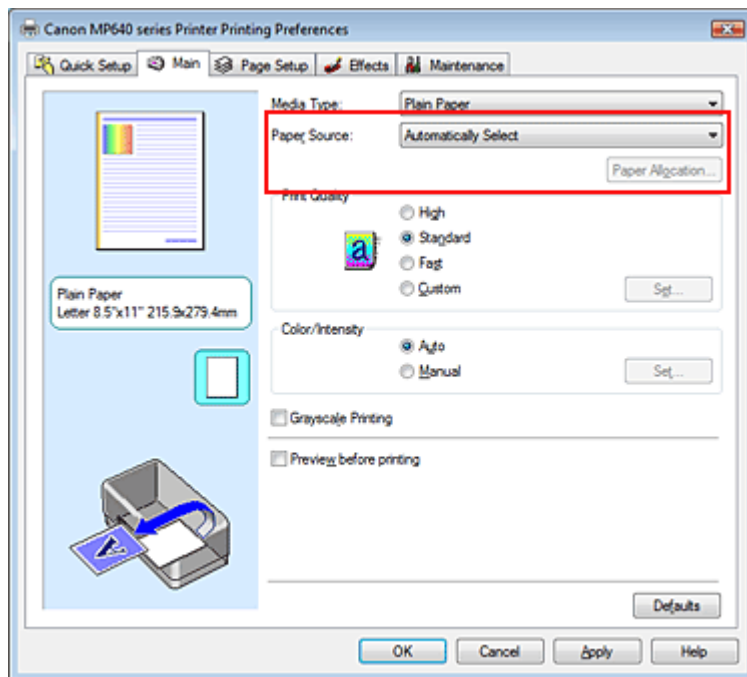 Canon MP640 series Printer Printing Preferences
Quick Setup Main Page Setup Effects Maintenance
Media Type: Plain Paper
Paper Source: Automatically Select
Paper Allocation...
Print Quality
High
Standard
Fast
Custom Set...
Plain Paper
Letter 8.5"x11" 215.9x279.4mm
Color/Intensity
Auto
Manual Set...
Grayscale Printing
Preview before printing
Defaults
OK Cancel Apply Help